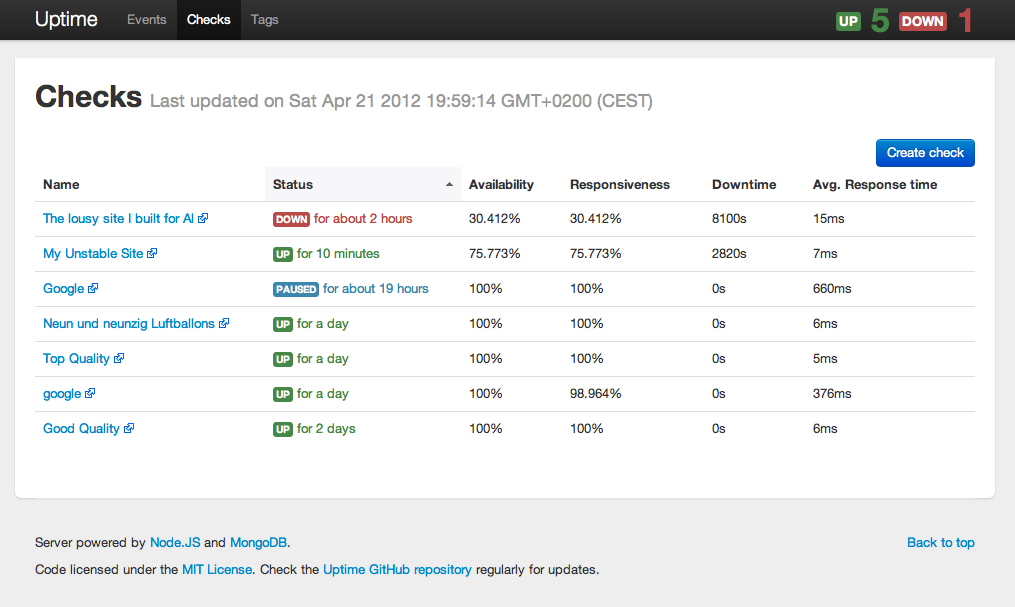 Uptime Events Checks Tags UP 5 DOWN 1
Checks Last updated on Sat Apr 21 2012 19:59:14 GMT+0200 (CEST)
Create check
Name Status Availability Responsiveness Downtime Avg. Response time
The lousy site I built for Al DOWN for about 2 hours 30.412% 30.412% 8100s 15ms
My Unstable Site UP for 10 minutes 75.773% 75.773% 2820s 7ms
Google PAUSED for about 19 hours 100% 100% 0s 660ms
Neun und neunzig Luftballons UP for a day 100% 100% 0s 6ms
Top Quality UP for a day 100% 100% 0s 5ms
google UP for a day 100% 98.964% 0s 376ms
Good Quality UP for 2 days 100% 100% 0s 6ms
Server powered by Node.JS and MongoDB. Back to top
Code licensed under the MIT License. Check the Uptime GitHub repository regularly for updates.